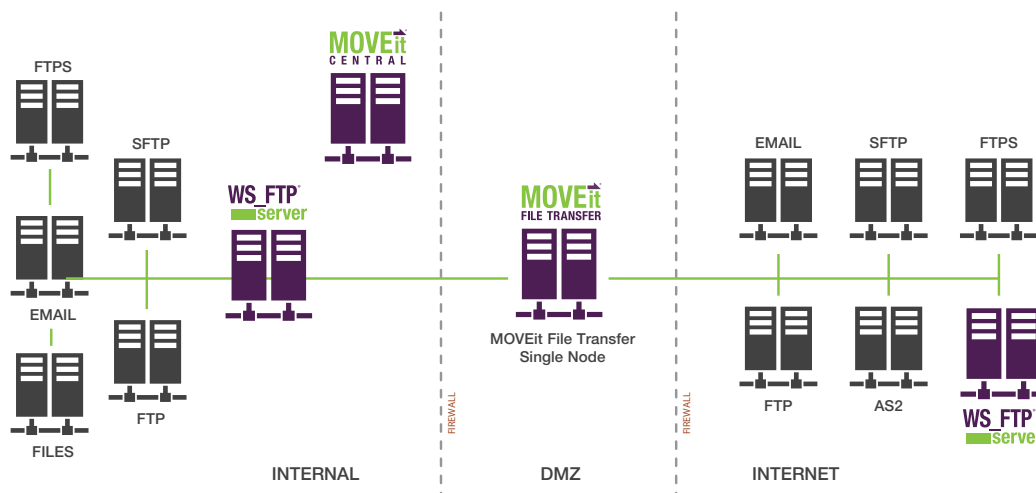 MOVEit
CENTRAL
FTPS
SFTP
WS_FTP®
server
EMAIL
FILES
FTP
INTERNAL
FIREWALL
MOVEit
FILE TRANSFER
MOVEit File Transfer
Single Node
DMZ
FIREWALL
EMAIL
SFTP
FTPS
FTP
AS2
WS_FTP®
server
INTERNET